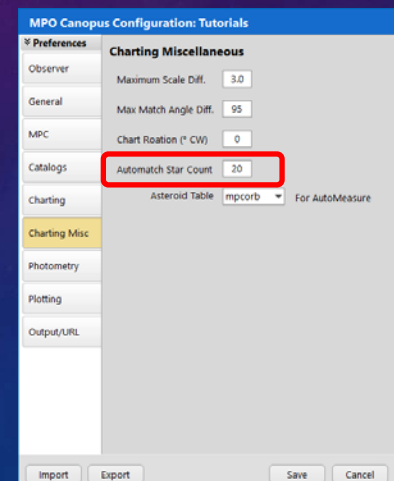 MPO Canopus Configuration: Tutorials
Preferences
Observer
General
MPC
Catalogs
Charting
Charting Misc
Photometry
Plotting
Output/URL
Charting Miscellaneous
Maximum Scale Diff. 3.0
Max Match Angle Diff. 95
Chart Roation (° CW) 0
Automatch Star Count 20
Asteroid Table mpcorb For AutoMeasure
Import Export Save Cancel